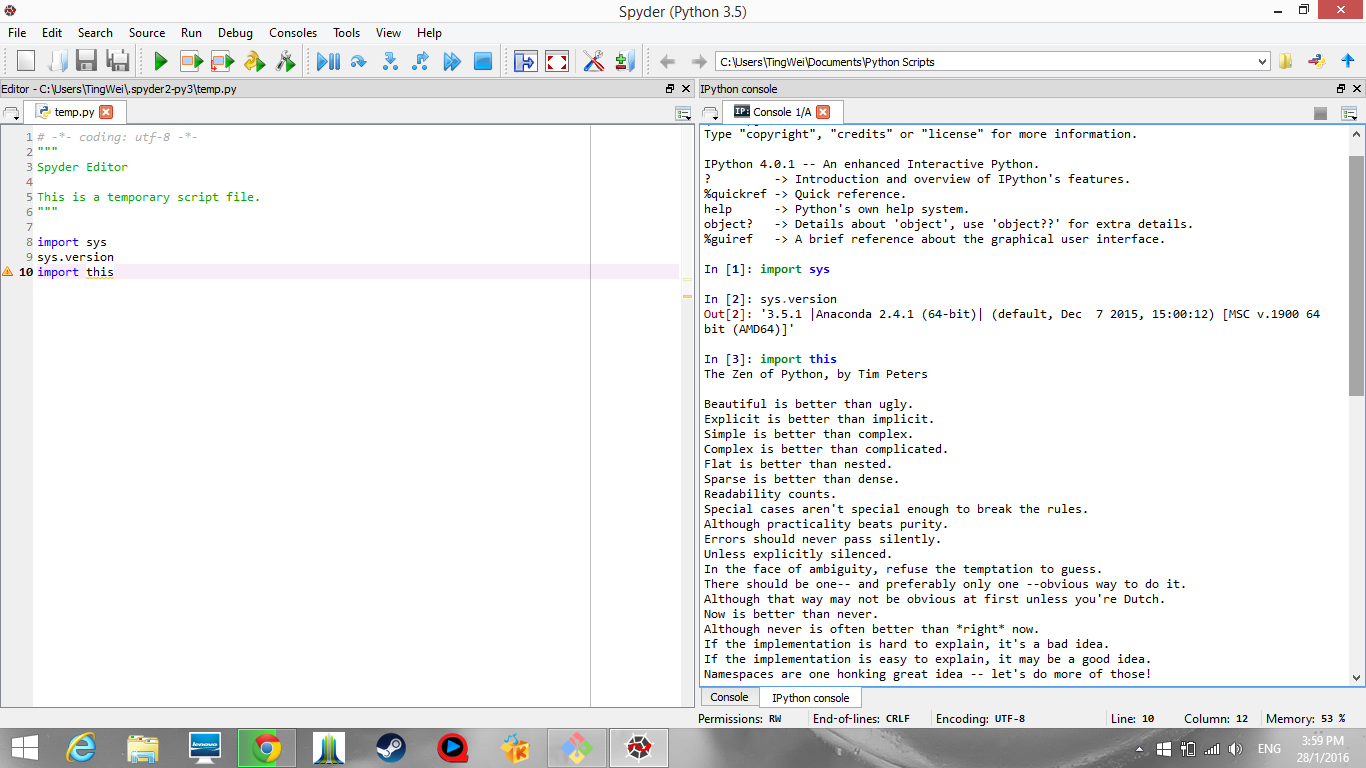 Spyder (Python 3.5)
File Edit Search Source Run Debug Consoles Tools View Help
C:\Users\TingWei\Documents\Python Scripts
Editor - C:\Users\TingWei\.spyder2-py3\temp.py
temp.py
1 # -*- coding: utf-8 -*-
2 """
3 Spyder Editor
4
5 This is a temporary script file.
6 """
7
8 import sys
9 sys.version
10 import this
IPython console
IP: Console 1/A
Type "copyright", "credits" or "license" for more information.
IPython 4.0.1 -- An enhanced Interactive Python.
?         -> Introduction and overview of IPython's features.
%quickref -> Quick reference.
help      -> Python's own help system.
object?   -> Details about 'object', use 'object??' for extra details.
%guiref   -> A brief reference about the graphical user interface.
In [1]: import sys
In [2]: sys.version
Out[2]: '3.5.1 |Anaconda 2.4.1 (64-bit)| (default, Dec  7 2015, 15:00:12) [MSC v.1900 64
bit (AMD64)]'
In [3]: import this
The Zen of Python, by Tim Peters
Beautiful is better than ugly.
Explicit is better than implicit.
Simple is better than complex.
Complex is better than complicated.
Flat is better than nested.
Sparse is better than dense.
Readability counts.
Special cases aren't special enough to break the rules.
Although practicality beats purity.
Errors should never pass silently.
Unless explicitly silenced.
In the face of ambiguity, refuse the temptation to guess.
There should be one-- and preferably only one --obvious way to do it.
Although that way may not be obvious at first unless you're Dutch.
Now is better than never.
Although never is often better than *right* now.
If the implementation is hard to explain, it's a bad idea.
If the implementation is easy to explain, it may be a good idea.
Namespaces are one honking great idea -- let's do more of those!
Console IPython console
Permissions: RW End-of-lines: CRLF Encoding: UTF-8 Line: 10 Column: 12 Memory: 53 %
lenovo
ENG
3:59 PM
28/1/2016